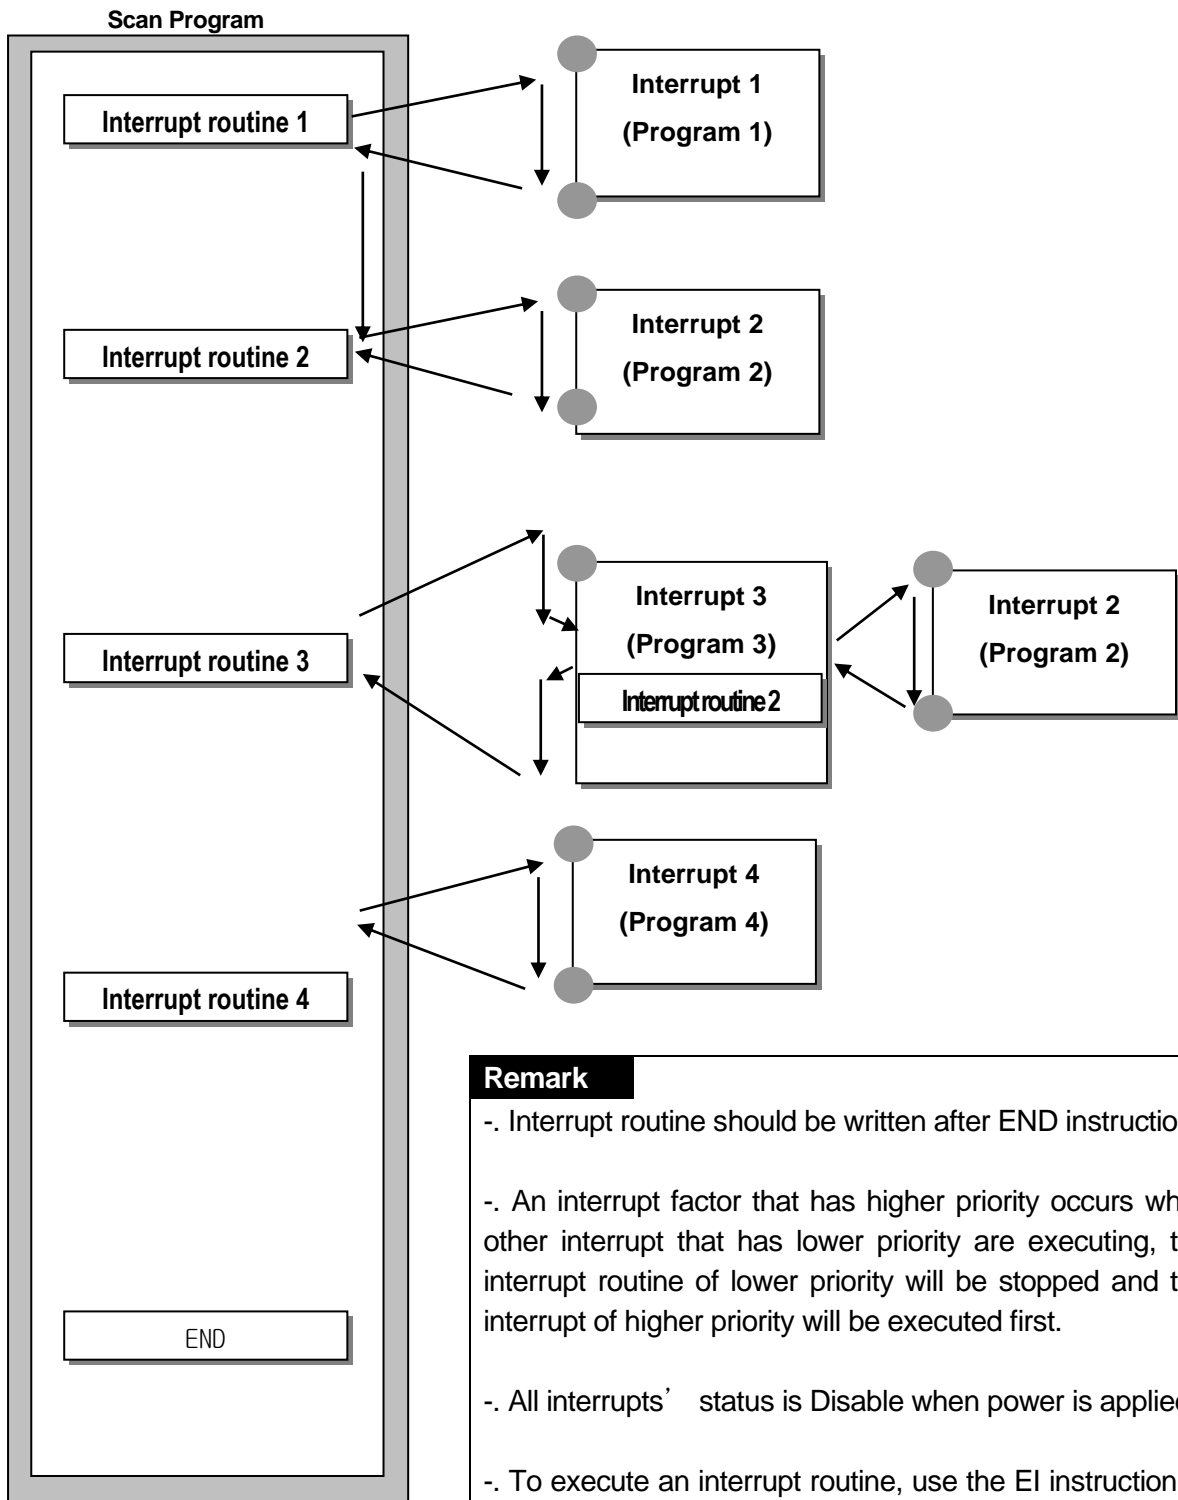 Scan Program
Interrupt routine 1
Interrupt 1
(Program 1)
Interrupt routine 2
Interrupt 2
(Program 2)
Interrupt routine 3
Interrupt 3
(Program 3)
Interrupt routine 2
Interrupt 2
(Program 2)
Interrupt routine 4
Interrupt 4
(Program 4)
END
Remark
-. Interrupt routine should be written after END
-. An interrupt factor that has higher priority occurs
other interrupt that has lower priority are executing,
interrupt routine of lower priority will be stopped and
interrupt of higher priority will be executed first.
-. All interrupts’ status is Disable when power is
-. To execute an interrupt routine, use the EI instruction